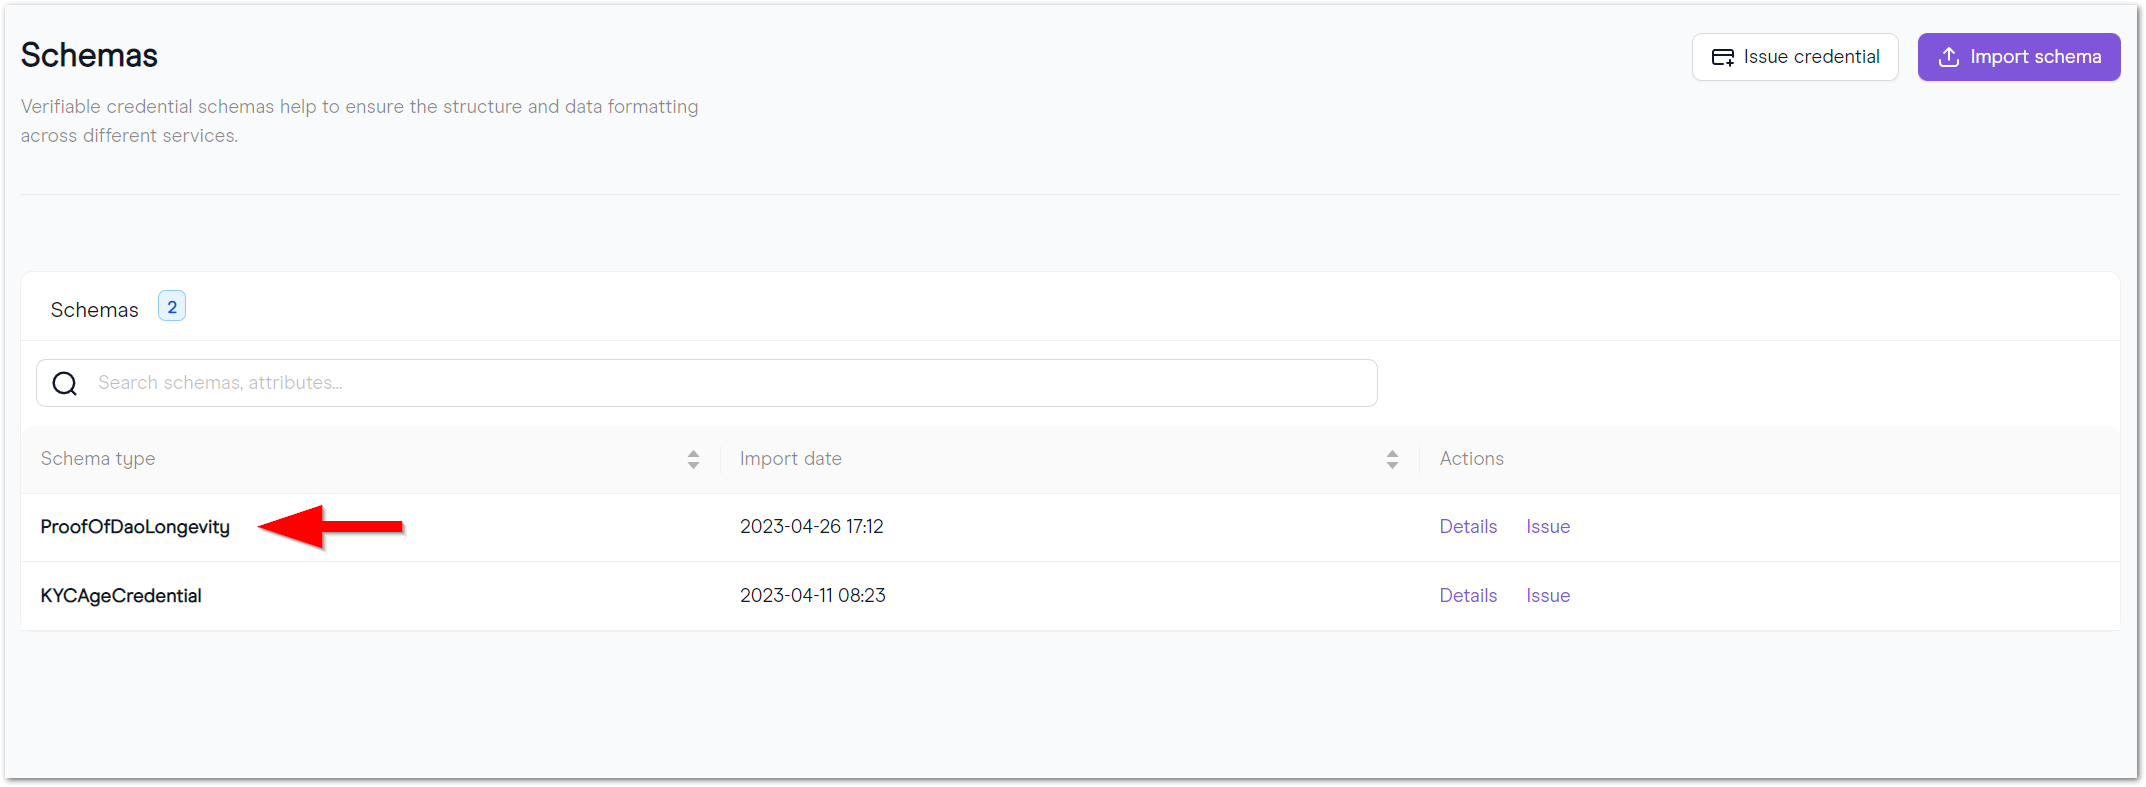 Schemas
Issue credential
Import schema
Verifiable credential schemas help to ensure the structure and data formatting
across different services.
Schemas 2
Search schemas, attributes...
Schema type Import date Actions
ProofOfDaoLongevity 2023-04-26 17:12 Details Issue
KYCAgeCredential 2023-04-11 08:23 Details Issue